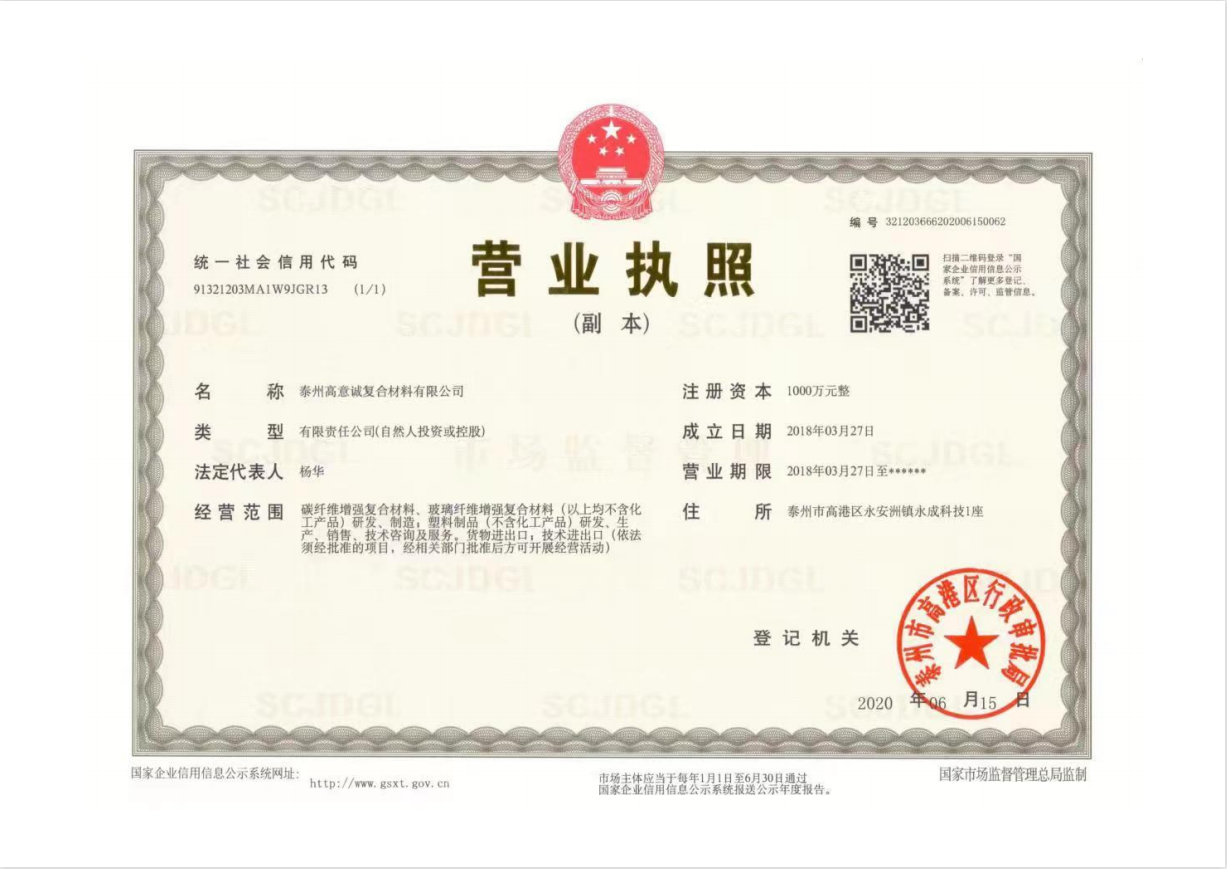 编 号 321203666202006150062
统一社会信用代码
91321203MA1W9JGR13 (1/1)
营业执照
(副 本)
扫描二维码登录“国
家企业信用信息公示
系统”了解更多登记、
备案、许可、监管信息。
名 称 泰州高意诚复合材料有限公司
类 型 有限责任公司(自然人投资或控股)
法定代表人 杨华
经营范围 碳纤维增强复合材料、玻璃纤维增强复合材料（以上均不含化
工产品）研发、制造；塑料制品（不含化工产品）研发、生
产、销售、技术咨询及服务。货物进出口；技术进出口（依法
须经批准的项目，经相关部门批准后方可开展经营活动）
注册资本 1000万元整
成立日期 2018年03月27日
营业期限 2018年03月27日至******
住 所 泰州市高港区永安洲镇永成科技1座
登记机关
泰州市高港区行政审批局
2020 年06 月15 日
国家企业信用信息公示系统网址：
http://www.gsxt.gov.cn
市场主体应当于每年1月1日至6月30日通过
国家企业信用信息公示系统报送公示年度报告。
国家市场监督管理总局监制
SCJDGL
市场监督管理